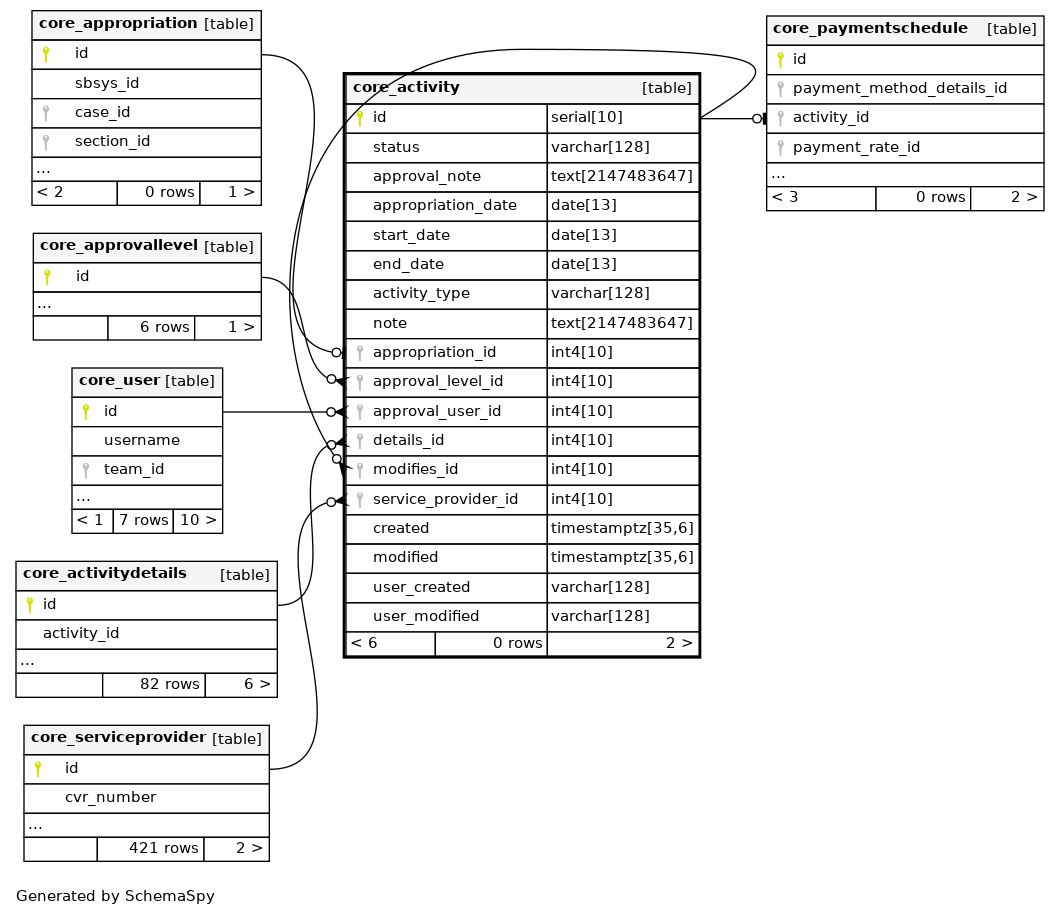 core_appropriation [table]
id
sbsys_id
case_id
section_id
...
< 2 0 rows 1 >
core_approvallevel [table]
id
...
6 rows 1 >
core_user [table]
id
username
team_id
...
< 1 7 rows 10 >
core_activitydetails [table]
id
activity_id
...
82 rows 6 >
core_serviceprovider [table]
id
cvr_number
...
421 rows 2 >
core_activity [table]
id serial[10]
status varchar[128]
approval_note text[2147483647]
appropriation_date date[13]
start_date date[13]
end_date date[13]
activity_type varchar[128]
note text[2147483647]
appropriation_id int4[10]
approval_level_id int4[10]
approval_user_id int4[10]
details_id int4[10]
modifies_id int4[10]
service_provider_id int4[10]
created timestamptz[35,6]
modified timestamptz[35,6]
user_created varchar[128]
user_modified varchar[128]
< 6 0 rows 2 >
core_paymentschedule [table]
id
payment_method_details_id
activity_id
payment_rate_id
...
< 3 0 rows 2 >
Generated by SchemaSpy